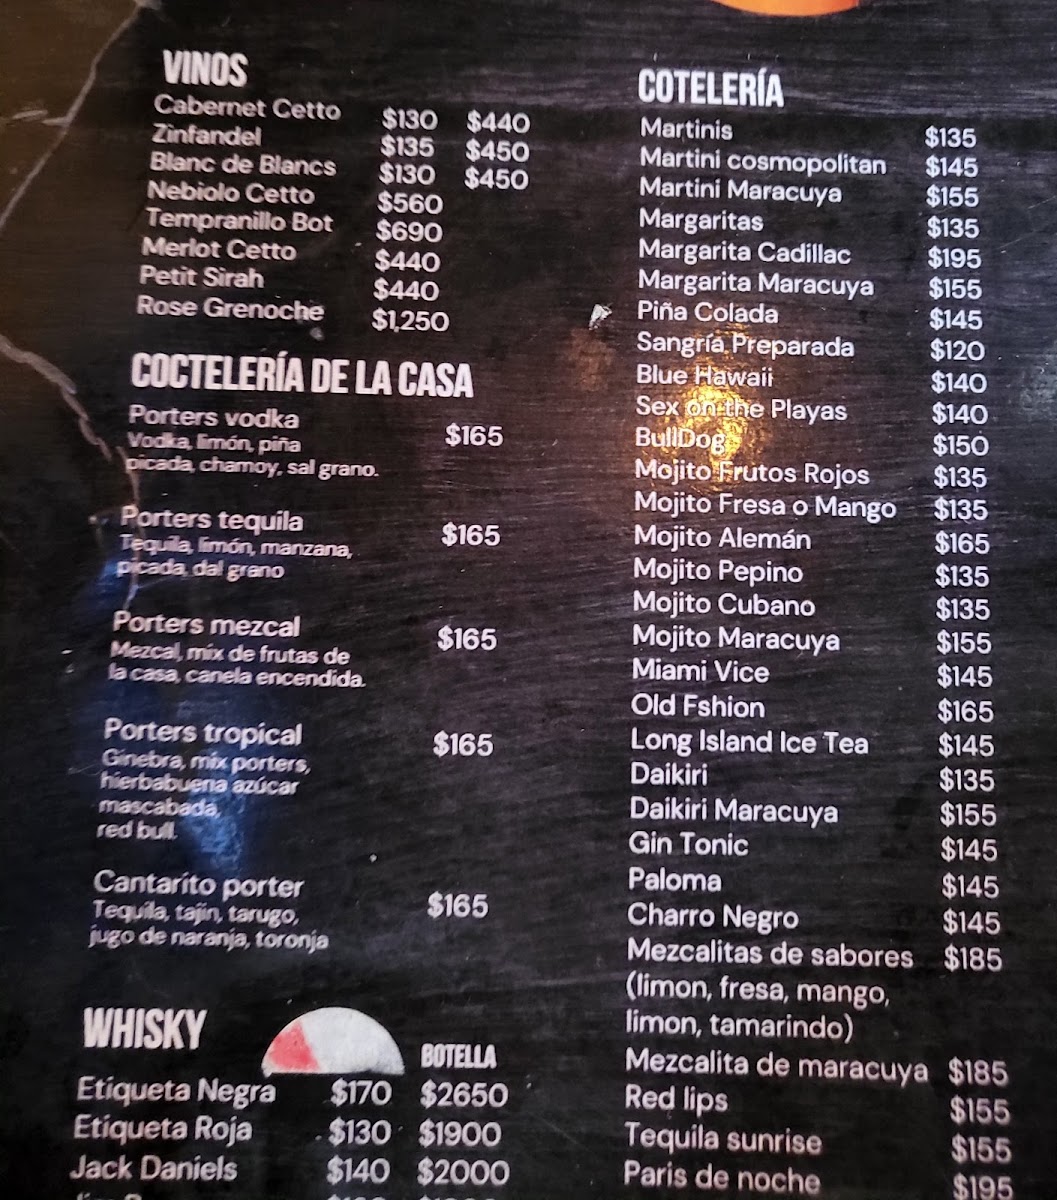 VINOS
Cabernet Cetto $130 $440
Zinfandel $135 $450
Blanc de Blancs $130 $450
Nebiolo Cetto $560
Tempranillo Bot $690
Merlot Cetto $440
Petit Sirah $440
Rose Grenoche $1,250
COCTELERÍA DE LA CASA
Porters vodka $165
Vodka, limón, piña
picada, chamoy, sal grano.
Porters tequila $165
Tequila, limón, manzana,
picada, dal grano
Porters mezcal $165
Mezcal, mix de frutas de
la casa, canela encendida.
Porters tropical $165
Ginebra, mix porters,
hierbabuena azúcar
mascabada,
red bull.
Cantarito porter $165
Tequila, tajin, tarugo,
jugo de naranja, toronja
WHISKY BOTELLA
Etiqueta Negra $170 $2650
Etiqueta Roja $130 $1900
Jack Daniels $140 $2000
COTELERÍA
Martinis $135
Martini cosmopolitan $145
Martini Maracuya $155
Margaritas $135
Margarita Cadillac $195
Margarita Maracuya $155
Piña Colada $145
Sangría Preparada $120
Blue Hawaii $140
Sex on the Playas $140
BullDog $150
Mojito Frutos Rojos $135
Mojito Fresa o Mango $135
Mojito Alemán $165
Mojito Pepino $135
Mojito Cubano $135
Mojito Maracuya $155
Miami Vice $145
Old Fshion $165
Long Island Ice Tea $145
Daikiri $135
Daikiri Maracuya $155
Gin Tonic $145
Paloma $145
Charro Negro $145
Mezcalitas de sabores $185
(limon, fresa, mango,
limon, tamarindo)
Mezcalita de maracuya $185
Red lips $155
Tequila sunrise $155
Paris de noche $195